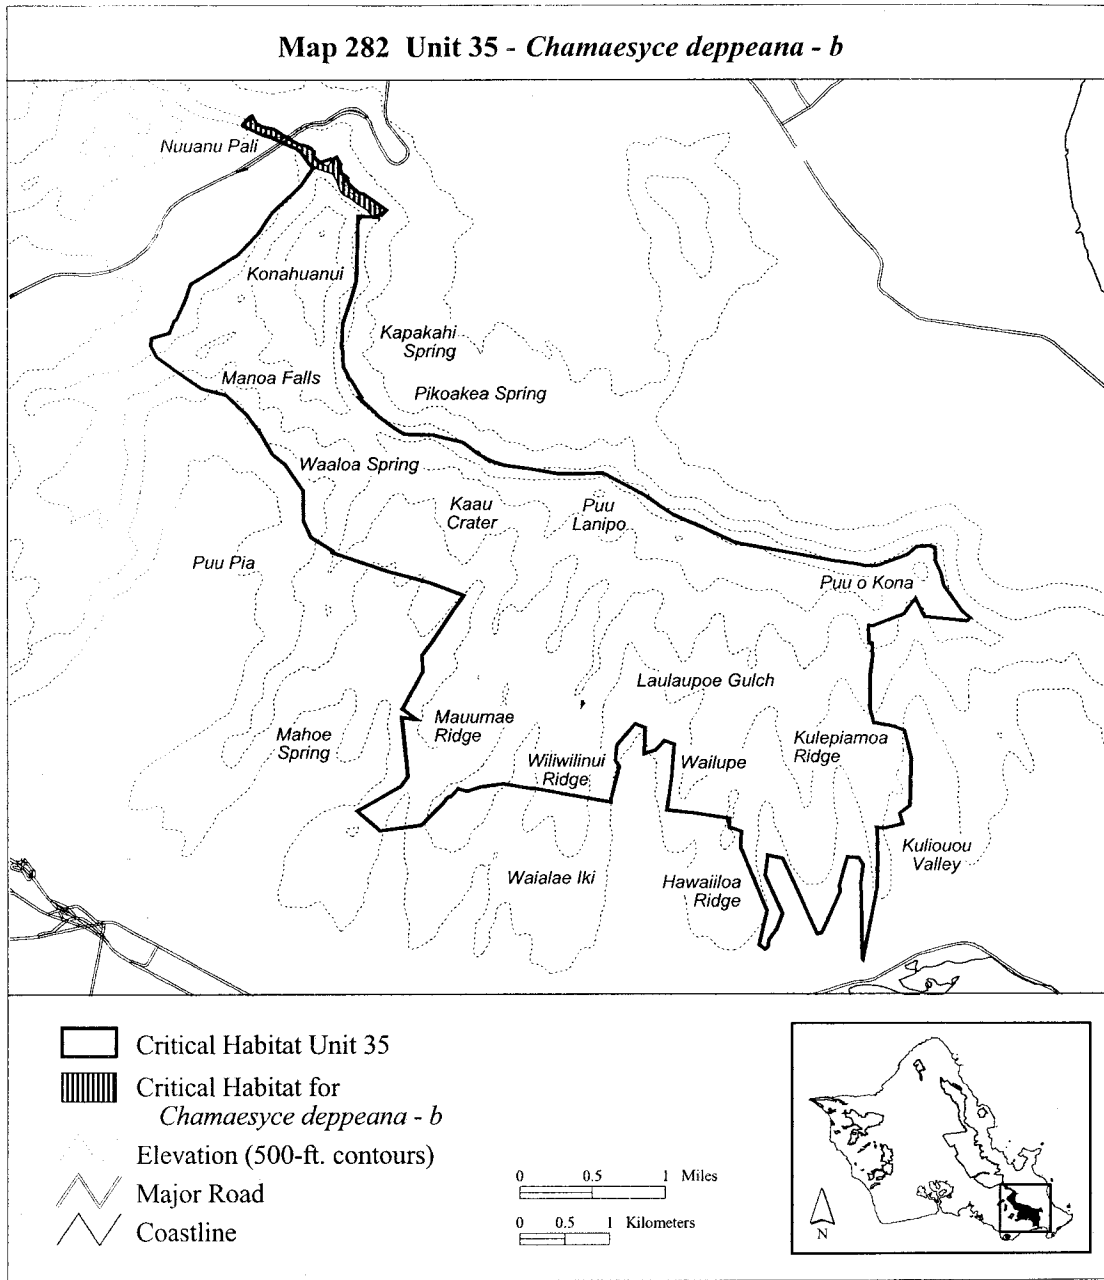 Map 282 Unit 35 - Chamaesyce deppeana - b
Nuuanu Pali
Konahuanui
Kapakahi
Spring
Manoa Falls
Pikoakea Spring
Waaloa Spring
Kaau
Crater
Puu
Lanipo
Puu Pia
Puu o Kona
Laulaupoe Gulch
Mahoe
Spring
Mauumae
Ridge
Wiliwilinui
Ridge
Wailupe
Kulepiamoa
Ridge
Kuliouou
Valley
Waialae Iki
Hawaiiloa
Ridge
Critical Habitat Unit 35
Critical Habitat for
Chamaesyce deppeana - b
Elevation (500-ft. contours)
Major Road
Coastline
0 0.5 1 Miles
0 0.5 1 Kilometers
N